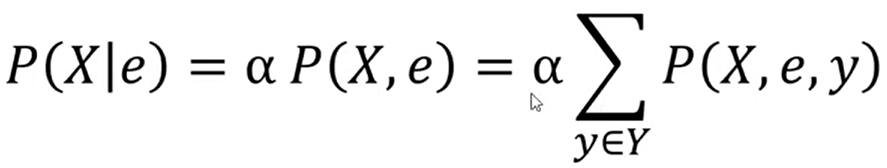 P(X|e) = α P(X, e) = α ∑ P(X, e, y)
y∈Y